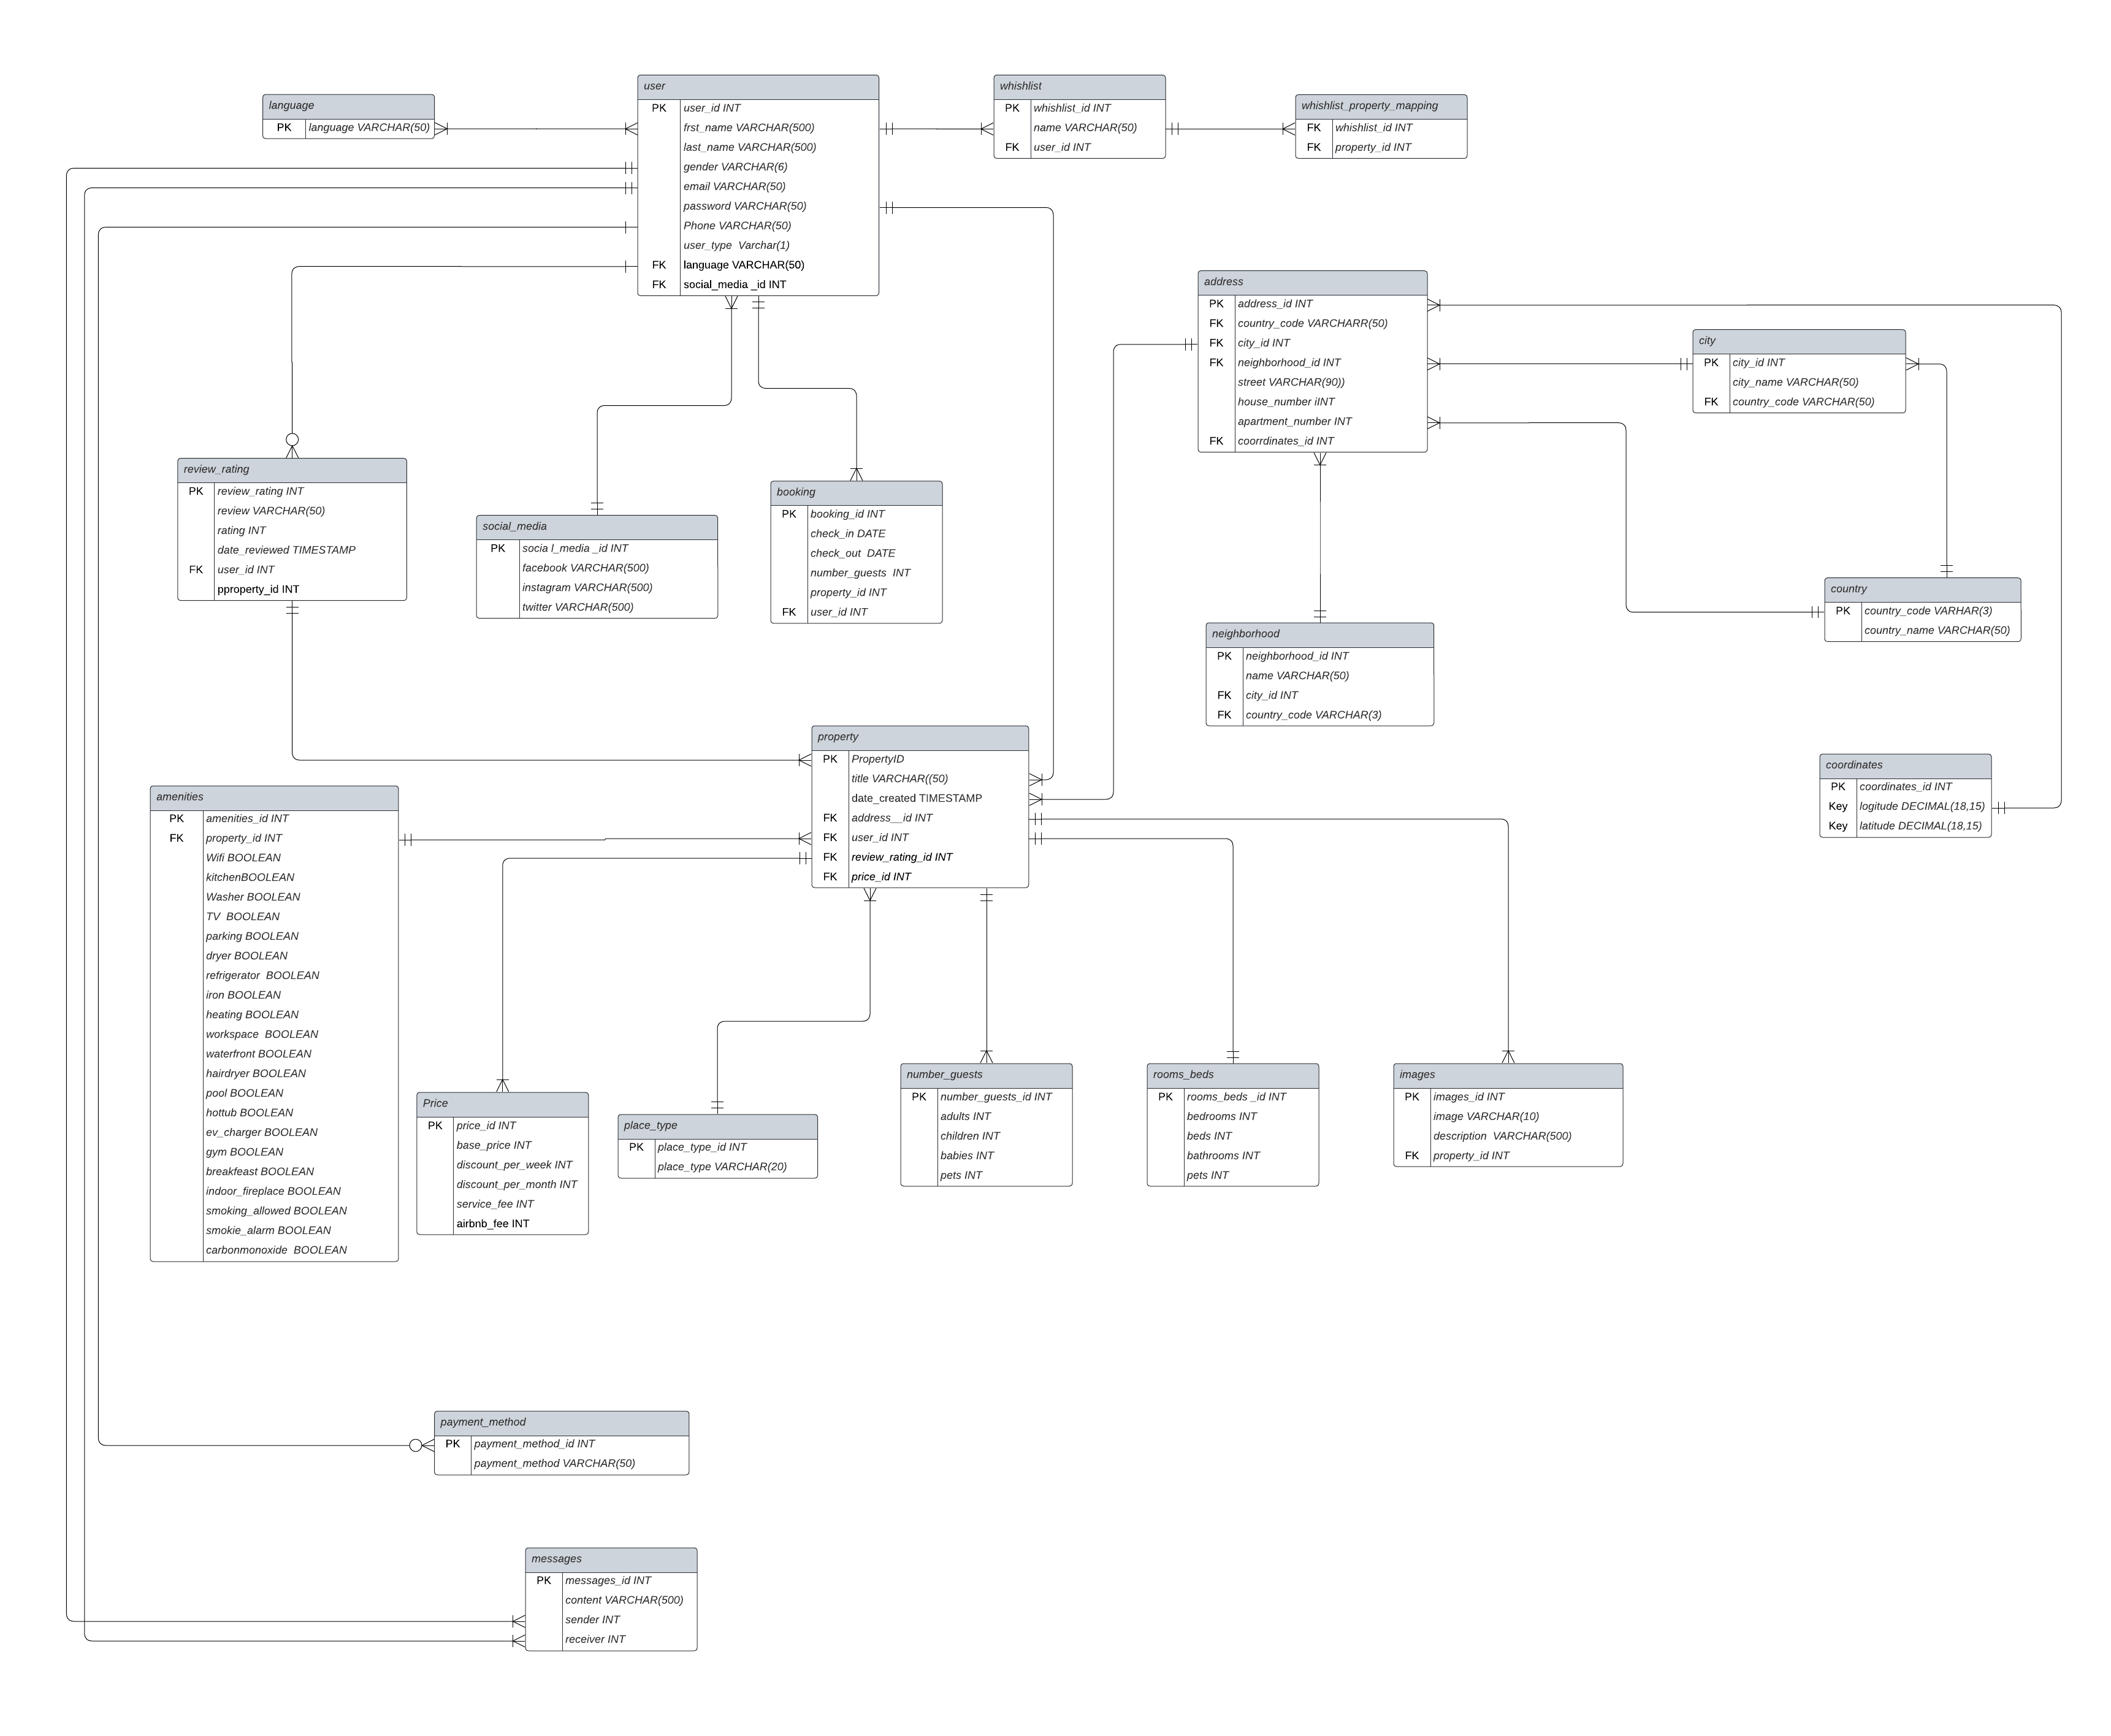 language
PK language VARCHAR(50)
user
PK user_id INT
frst_name VARCHAR(500)
last_name VARCHAR(500)
gender VARCHAR(6)
email VARCHAR(50)
password VARCHAR(50)
Phone VARCHAR(50)
user_type Varchar(1)
FK language VARCHAR(50)
FK social_media _id INT
whishlist
PK whishlist_id INT
name VARCHAR(50)
FK user_id INT
whishlist_property_mapping
FK whishlist_id INT
FK property_id INT
address
PK address_id INT
FK country_code VARCHARR(50)
FK city_id INT
FK neighborhood_id INT
street VARCHAR(90))
house_number iINT
apartment_number INT
FK coorrdinates_id INT
city
PK city_id INT
city_name VARCHAR(50)
FK country_code VARCHAR(50)
review_rating
PK review_rating INT
review VARCHAR(50)
rating INT
date_reviewed TIMESTAMP
FK user_id INT
pproperty_id INT
social_media
PK socia l_media _id INT
facebook VARCHAR(500)
instagram VARCHAR(500)
twitter VARCHAR(500)
booking
PK booking_id INT
check_in DATE
check_out DATE
number_guests INT
property_id INT
FK user_id INT
neighborhood
PK neighborhood_id INT
name VARCHAR(50)
FK city_id INT
FK country_code VARCHAR(3)
country
PK country_code VARHAR(3)
country_name VARCHAR(50)
property
PK PropertyID
title VARCHAR((50)
date_created TIMESTAMP
FK address__id INT
FK user_id INT
FK review_rating_id INT
FK price_id INT
coordinates
PK coordinates_id INT
Key logitude DECIMAL(18,15)
Key latitude DECIMAL(18,15)
amenities
PK amenities_id INT
FK property_id INT
Wifi BOOLEAN
kitchenBOOLEAN
Washer BOOLEAN
TV BOOLEAN
parking BOOLEAN
dryer BOOLEAN
refrigerator BOOLEAN
iron BOOLEAN
heating BOOLEAN
workspace BOOLEAN
waterfront BOOLEAN
hairdryer BOOLEAN
pool BOOLEAN
hottub BOOLEAN
ev_charger BOOLEAN
gym BOOLEAN
breakfeast BOOLEAN
indoor_fireplace BOOLEAN
smoking_allowed BOOLEAN
smokie_alarm BOOLEAN
carbonmonoxide BOOLEAN
Price
PK price_id INT
base_price INT
discount_per_week INT
discount_per_month INT
service_fee INT
airbnb_fee INT
place_type
PK place_type_id INT
place_type VARCHAR(20)
number_guests
PK number_guests_id INT
adults INT
children INT
babies INT
pets INT
rooms_beds
PK rooms_beds _id INT
bedrooms INT
beds INT
bathrooms INT
pets INT
images
PK images_id INT
image VARCHAR(10)
description VARCHAR(500)
FK property_id INT
payment_method
PK payment_method_id INT
payment_method VARCHAR(50)
messages
PK messages_id INT
content VARCHAR(500)
sender INT
receiver INT